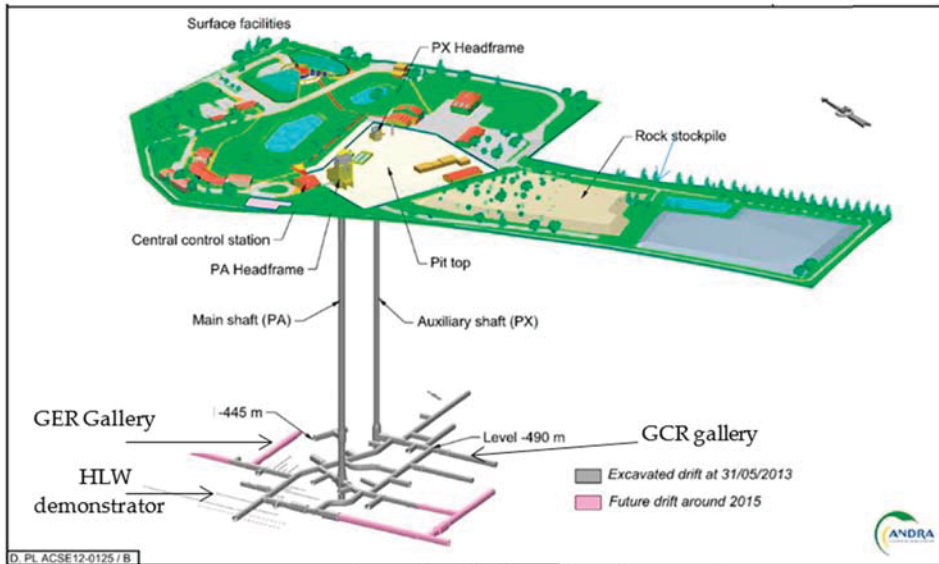 Surface facilities
PX Headframe
Rock stockpile
Central control station
PA Headframe
Pit top
Main shaft (PA)
Auxiliary shaft (PX)
GER Gallery
-445 m
Level -490 m
GCR gallery
HLW
demonstrator
Excavated drift at 31/05/2013
Future drift around 2015
ANDRA
D. PL ACSE12-0125 / B